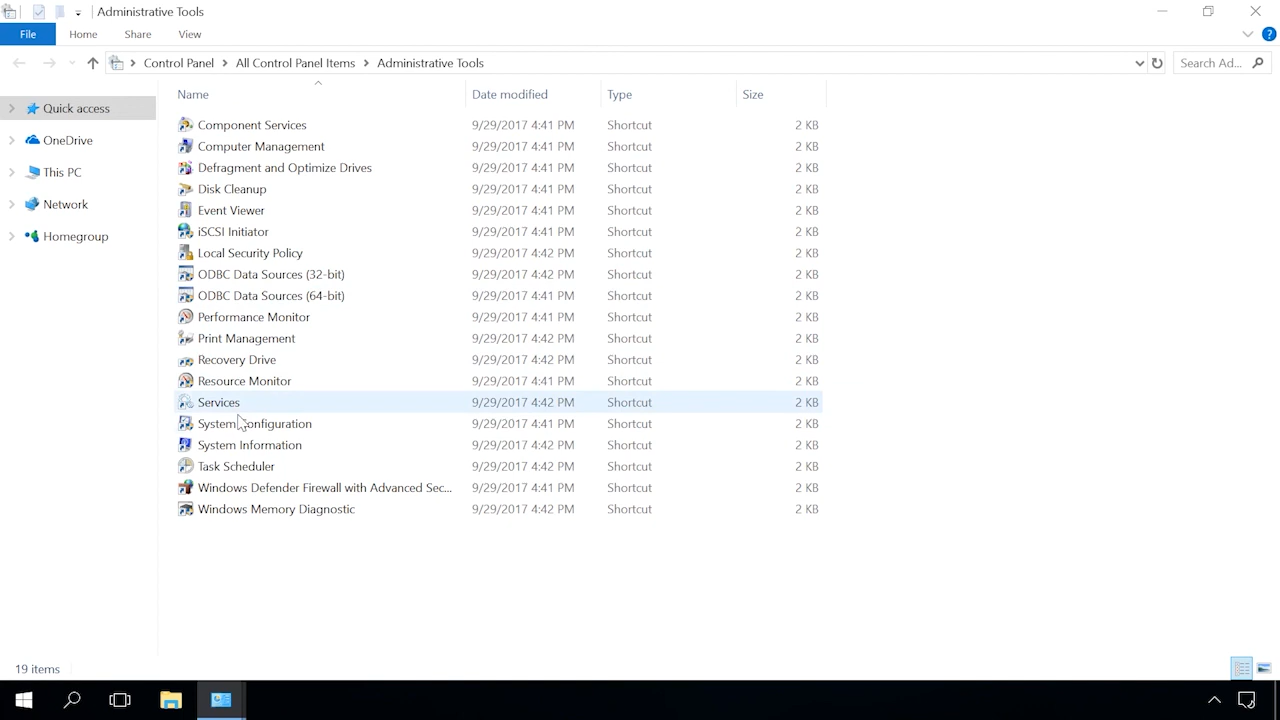 Administrative Tools
File Home Share View
Control Panel All Control Panel Items Administrative Tools Search Ad...
Name Date modified Type Size
Quick access
OneDrive
This PC
Network
Homegroup
Component Services 9/29/2017 4:41 PM Shortcut 2 KB
Computer Management 9/29/2017 4:41 PM Shortcut 2 KB
Defragment and Optimize Drives 9/29/2017 4:41 PM Shortcut 2 KB
Disk Cleanup 9/29/2017 4:41 PM Shortcut 2 KB
Event Viewer 9/29/2017 4:41 PM Shortcut 2 KB
iSCSI Initiator 9/29/2017 4:41 PM Shortcut 2 KB
Local Security Policy 9/29/2017 4:42 PM Shortcut 2 KB
ODBC Data Sources (32-bit) 9/29/2017 4:42 PM Shortcut 2 KB
ODBC Data Sources (64-bit) 9/29/2017 4:41 PM Shortcut 2 KB
Performance Monitor 9/29/2017 4:41 PM Shortcut 2 KB
Print Management 9/29/2017 4:42 PM Shortcut 2 KB
Recovery Drive 9/29/2017 4:42 PM Shortcut 2 KB
Resource Monitor 9/29/2017 4:41 PM Shortcut 2 KB
Services 9/29/2017 4:42 PM Shortcut 2 KB
System Configuration 9/29/2017 4:41 PM Shortcut 2 KB
System Information 9/29/2017 4:42 PM Shortcut 2 KB
Task Scheduler 9/29/2017 4:42 PM Shortcut 2 KB
Windows Defender Firewall with Advanced Sec... 9/29/2017 4:41 PM Shortcut 2 KB
Windows Memory Diagnostic 9/29/2017 4:42 PM Shortcut 2 KB
19 items